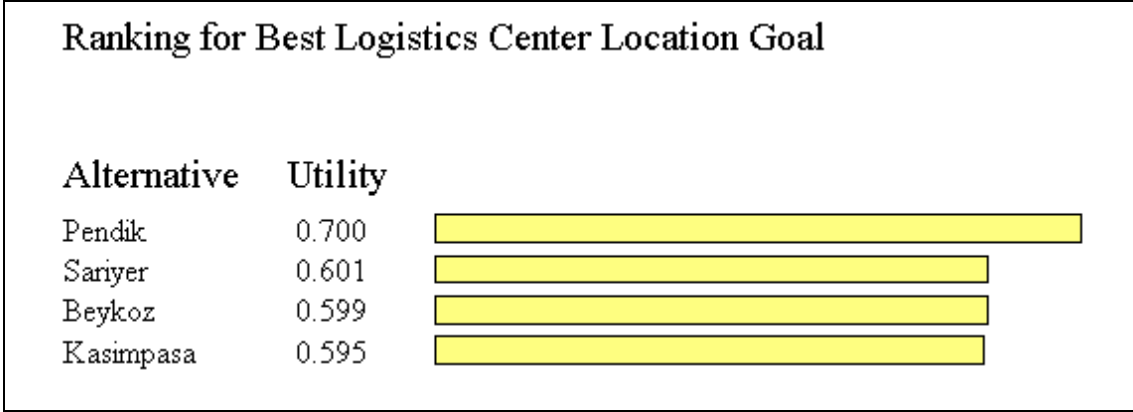 Ranking for Best Logistics Center Location Goal
Alternative Utility
Pendik 0.700
Sariyer 0.601
Beykoz 0.599
Kasimpasa 0.595